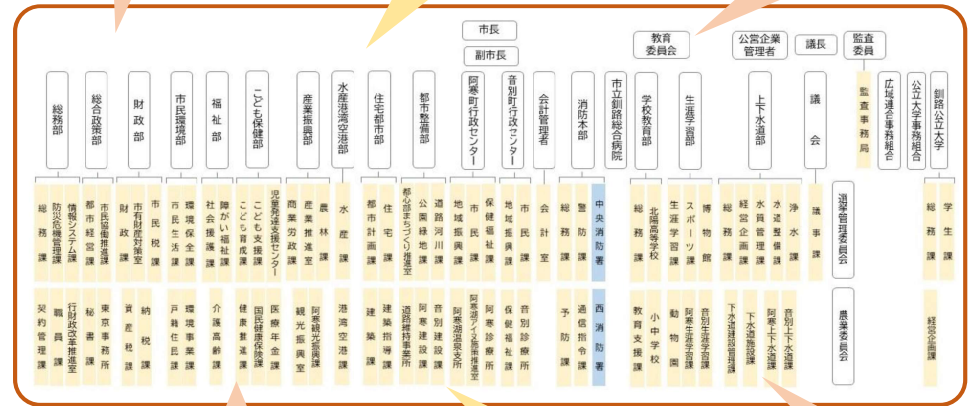 市長
副市長
教育委員会
公営企業管理者
議長
監査委員
総務部
総合政策部
財政部
市民環境部
福祉部
こども保健部
産業振興部
水産港湾空港部
住宅都市部
都市整備部
阿寒町行政センター
音別町行政センター
会計管理者
消防本部
市立釧路総合病院
学校教育部
生涯学習部
上下水道部
議会
監査事務局
広域連合事務組合
公立大学事務組合
釧路公立大学
総務課
防災危機管理課
情報システム課
都市経営課
市民協働推進課
財政課
市有財産対策室
市民税課
市民生活課
環境保全課
社会援護課
障がい福祉課
こども育成課
こども支援課
児童発達支援センター
商業労政課
産業推進室
農林課
水産課
都市計画課
住宅課
都心部まちづくり推進室
公園緑地課
道路河川課
地域振興課
市民課
保健福祉課
地域振興課
市民課
会計室
総務課
警防課
中央消防署
総務課
北陽高等学校
生涯学習課
スポーツ課
博物館
総務課
経営企画課
水質管理課
水道整備課
浄水課
議事課
選挙管理委員会
総務課
学生課
契約管理課
職員課
行財政改革推進室
秘書課
東京事務所
資産税課
納税課
戸籍住民課
環境事業課
介護高齢課
健康推進課
国民健康保険課
医療年金課
観光振興室
阿寒観光振興課
港湾空港課
建築課
建築指導課
道路維持事業所
阿寒建設課
音別建設課
阿寒湖温泉支所
阿寒湖アイヌ施策推進室
阿寒診療所
保健福祉課
音別診療所
予防課
通信指令課
西消防署
教育支援課
小中学校
動物園
阿寒生涯学習課
音別生涯学習課
下水道建設管理課
下水道施設課
阿寒上下水道課
音別上下水道課
農業委員会
経営企画課